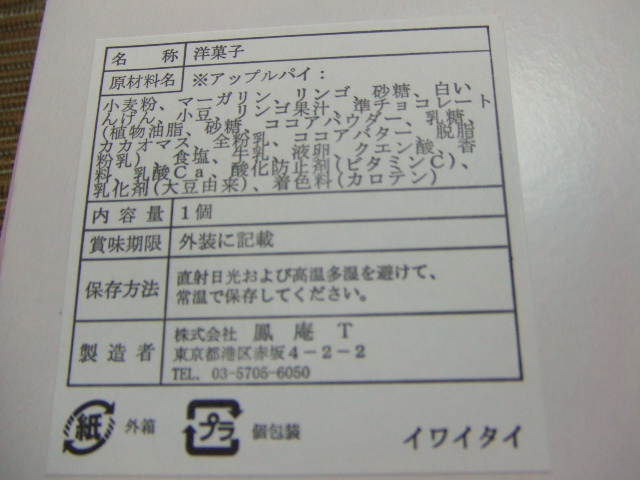 名 称 洋菓子
原材料名 ※アップルパイ：
小麦粉、マーガリン、リンゴ、砂糖、白い
んげん、小豆、リンゴ果汁、準チョコレート
(植物油脂、砂糖、ココアパウダー、乳糖、
カカオマス、全粉乳、ココアバター、脱脂
粉乳)、食塩、牛乳、液卵、クエン酸、香
料、乳酸Ca、酸化防止剤(ビタミンC)、
乳化剤(大豆由来)、着色料(カロテン)
内容量 1個
賞味期限 外装に記載
保存方法 直射日光および高温多湿を避けて、
常温で保存してください。
製造者 株式会社 鳳庵T
東京都港区赤坂4－2－2
TEL. 03-5705-6050
紙 外箱 プラ 個包装 イワイタイ